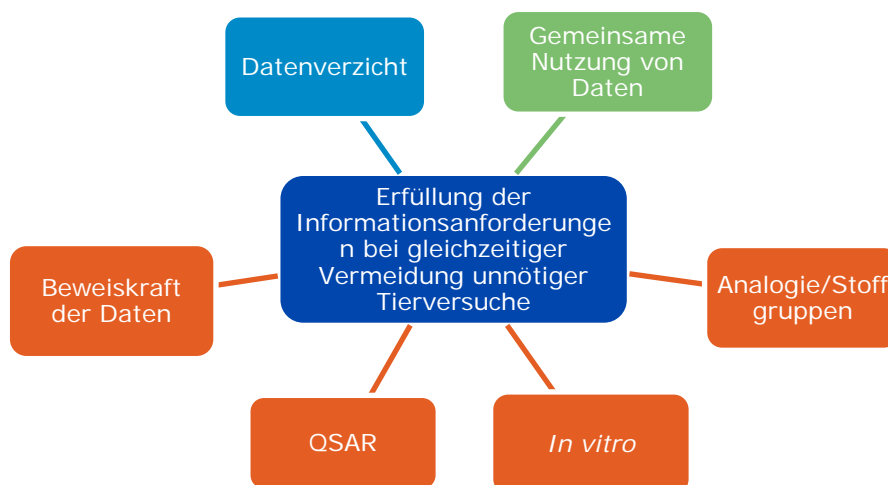 Datenverzicht
Gemeinsame
Nutzung von
Daten
Erfüllung der
Informationsanforderunge
n bei gleichzeitiger
Vermeidung unnötiger
Tierversuche
Beweiskraft
der Daten
Analogie/Stoff
gruppen
QSAR
In vitro